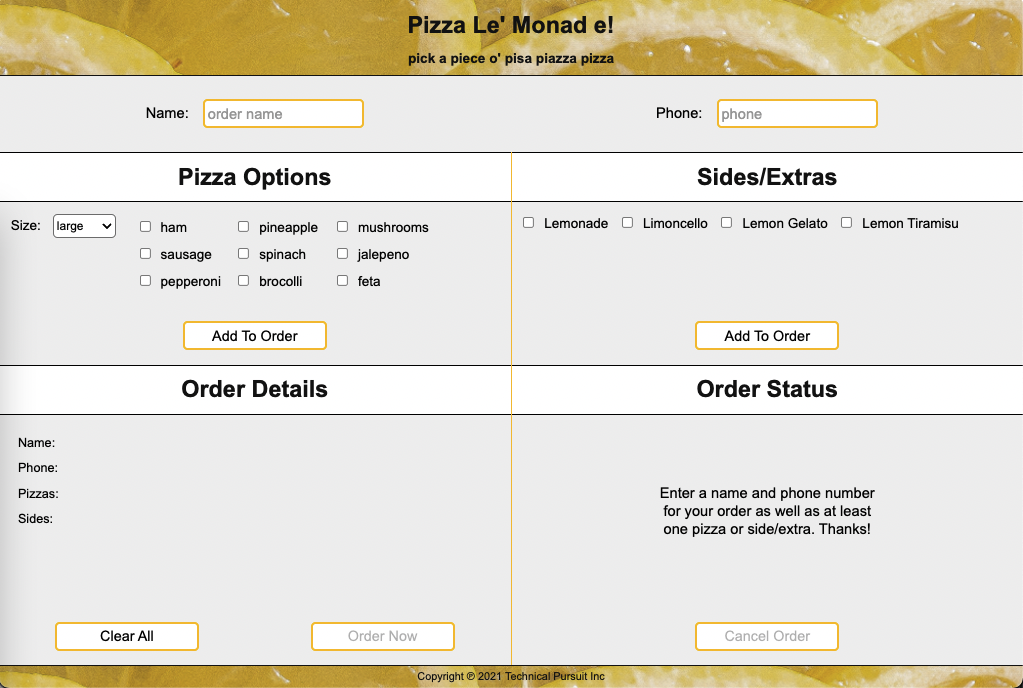 Pizza Le' Monad e!
pick a piece o' pisa piazza pizza
Name: order name Phone: phone
Pizza Options
Sides/Extras
Size: large
ham pineapple mushrooms
sausage spinach jalepeno
pepperoni brocolli feta
Lemonade Limoncello Lemon Gelato Lemon Tiramisu
Add To Order
Add To Order
Order Details
Order Status
Name:
Phone:
Pizzas:
Sides:
Enter a name and phone number
for your order as well as at least
one pizza or side/extra. Thanks!
Clear All Order Now
Cancel Order
Copyright ℗ 2021 Technical Pursuit Inc